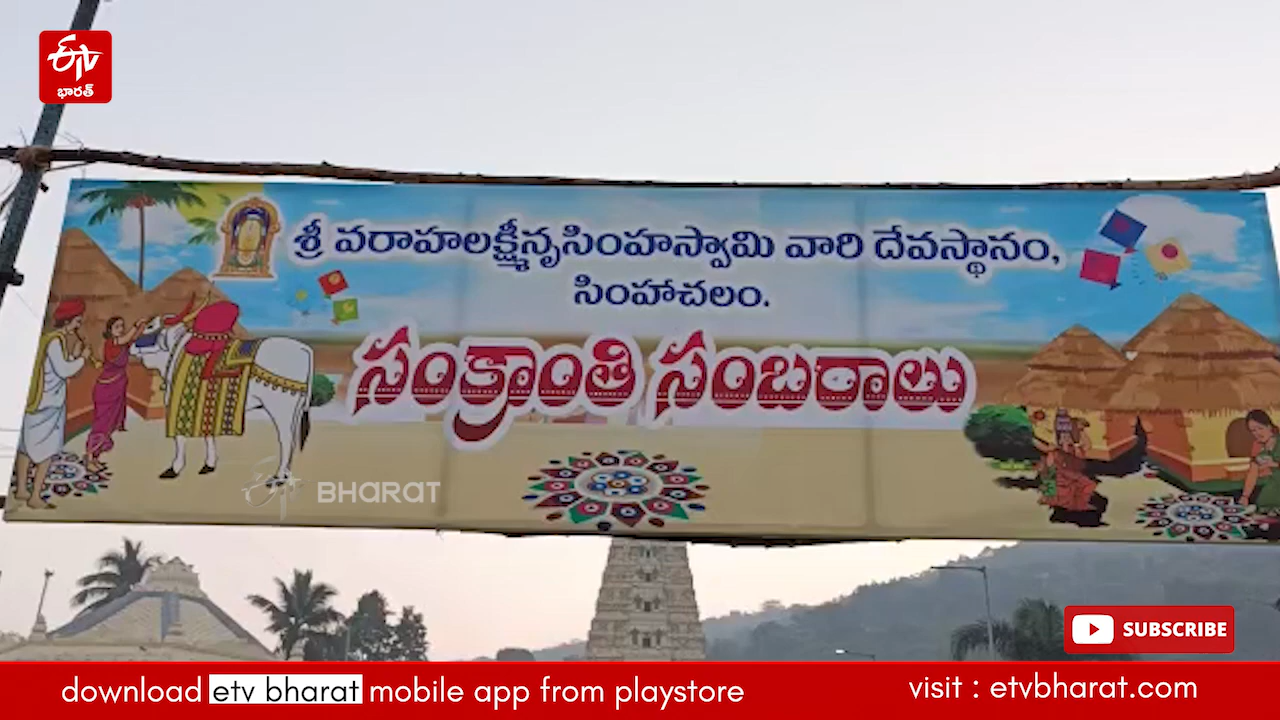 ETV
భారత్
శ్రీ వరాహలక్ష్మీనృసింహస్వామి వారి దేవస్థానం,
సింహాచలం.
సంక్రాంతి సంబరాలు
ETV BHARAT
SUBSCRIBE
download etv bharat mobile app from playstore
visit : etvbharat.com